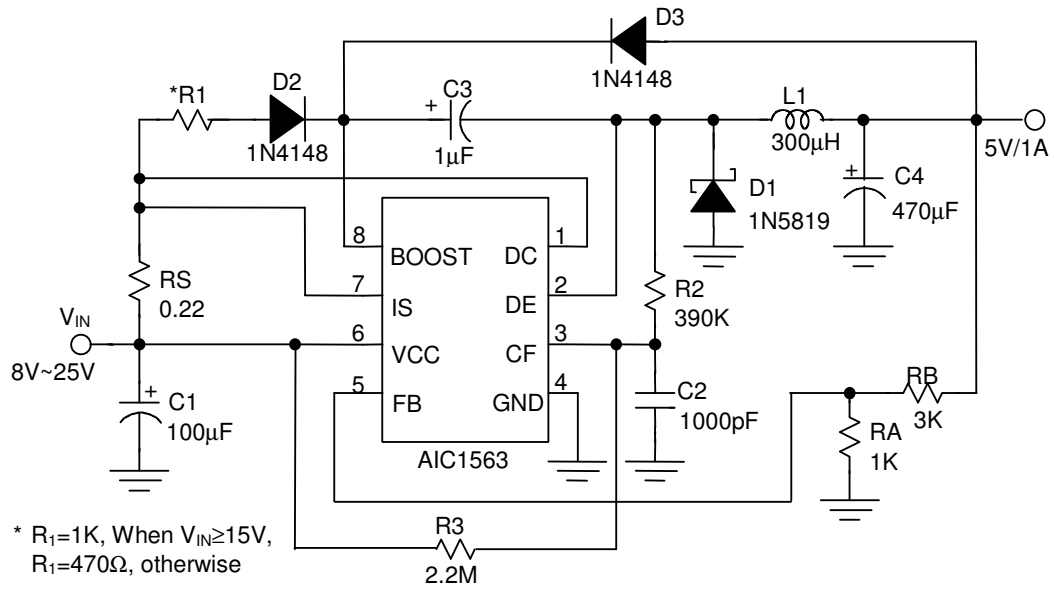 D3
1N4148
*R1
D2
1N4148
C3
+
1µF
L1
300µH
5V/1A
D1
1N5819
+
C4
470µF
8
BOOST
DC
1
7
IS
DE
2
6
VCC
CF
3
5
FB
GND
4
AIC1563
RS
0.22
VIN
8V~25V
+
C1
100µF
R2
390K
C2
1000pF
RB
3K
RA
1K
R3
2.2M
* R1=1K, When VIN≥15V,
R1=470Ω, otherwise